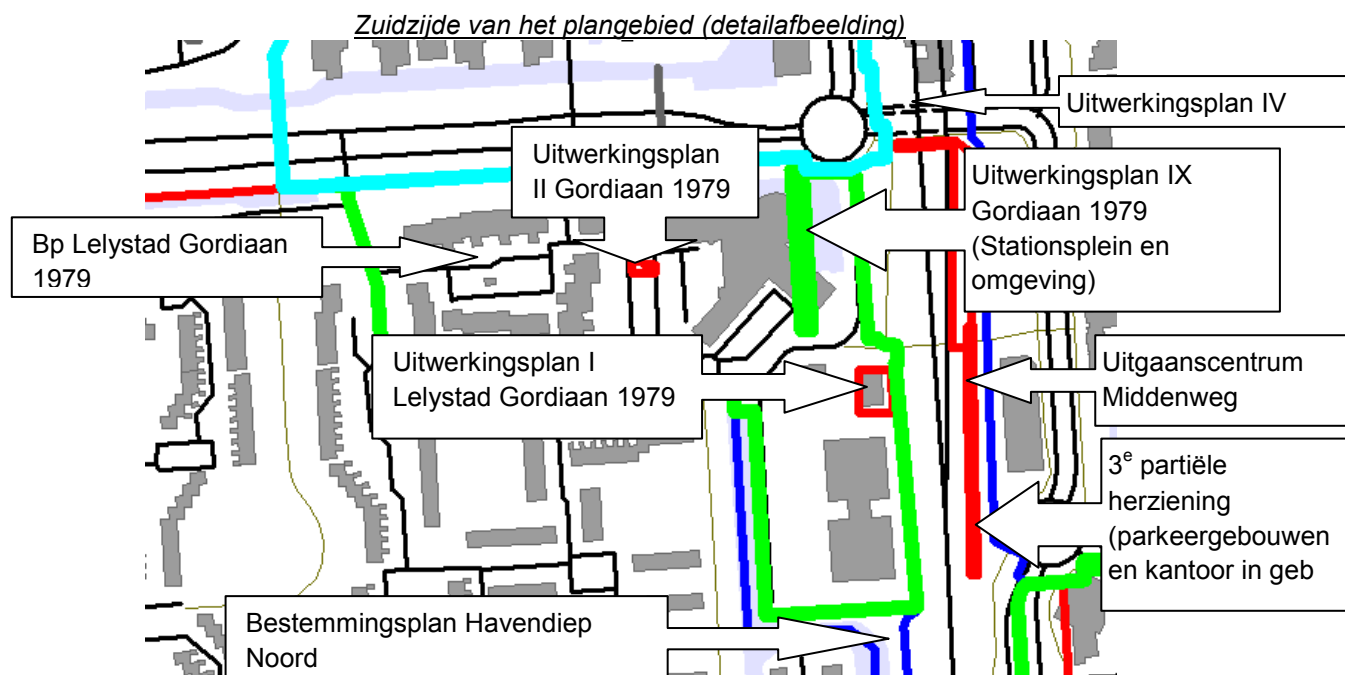 Zuidzijde van het plangebied (detailafbeelding)
Uitwerkingsplan IV
Uitwerkingsplan
II Gordiaan 1979
Uitwerkingsplan IX
Gordiaan 1979
(Stationsplein en
omgeving)
Bp Lelystad Gordiaan
1979
Uitwerkingsplan I
Lelystad Gordiaan 1979
Uitgaanscentrum
Middenweg
3e partiële
herziening
(parkeergebouwen
en kantoor in geb
Bestemmingsplan Havendiep
Noord